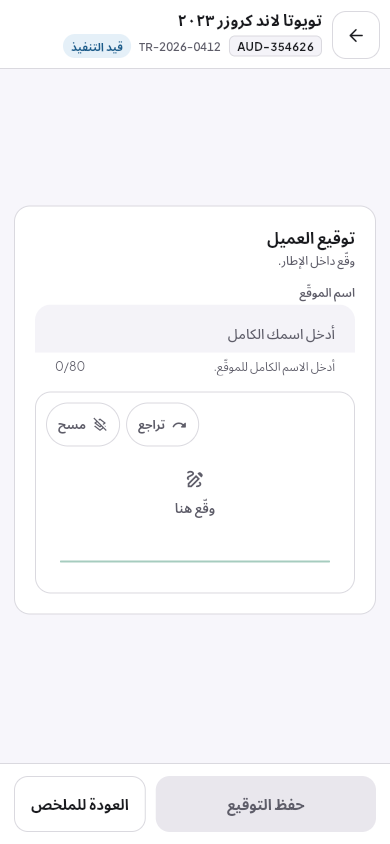 تويوتا لاند كروزر ٢٠٢٣
AUD-354626 TR-2026-0412 قيد التنفيذ
توقيع العميل
وقّع داخل الإطار.
اسم الموقّع
أدخل اسمك الكامل
أدخل الاسم الكامل للموقّع. 0/80
تراجع مسح
وقّع هنا
حفظ التوقيع العودة للملخص